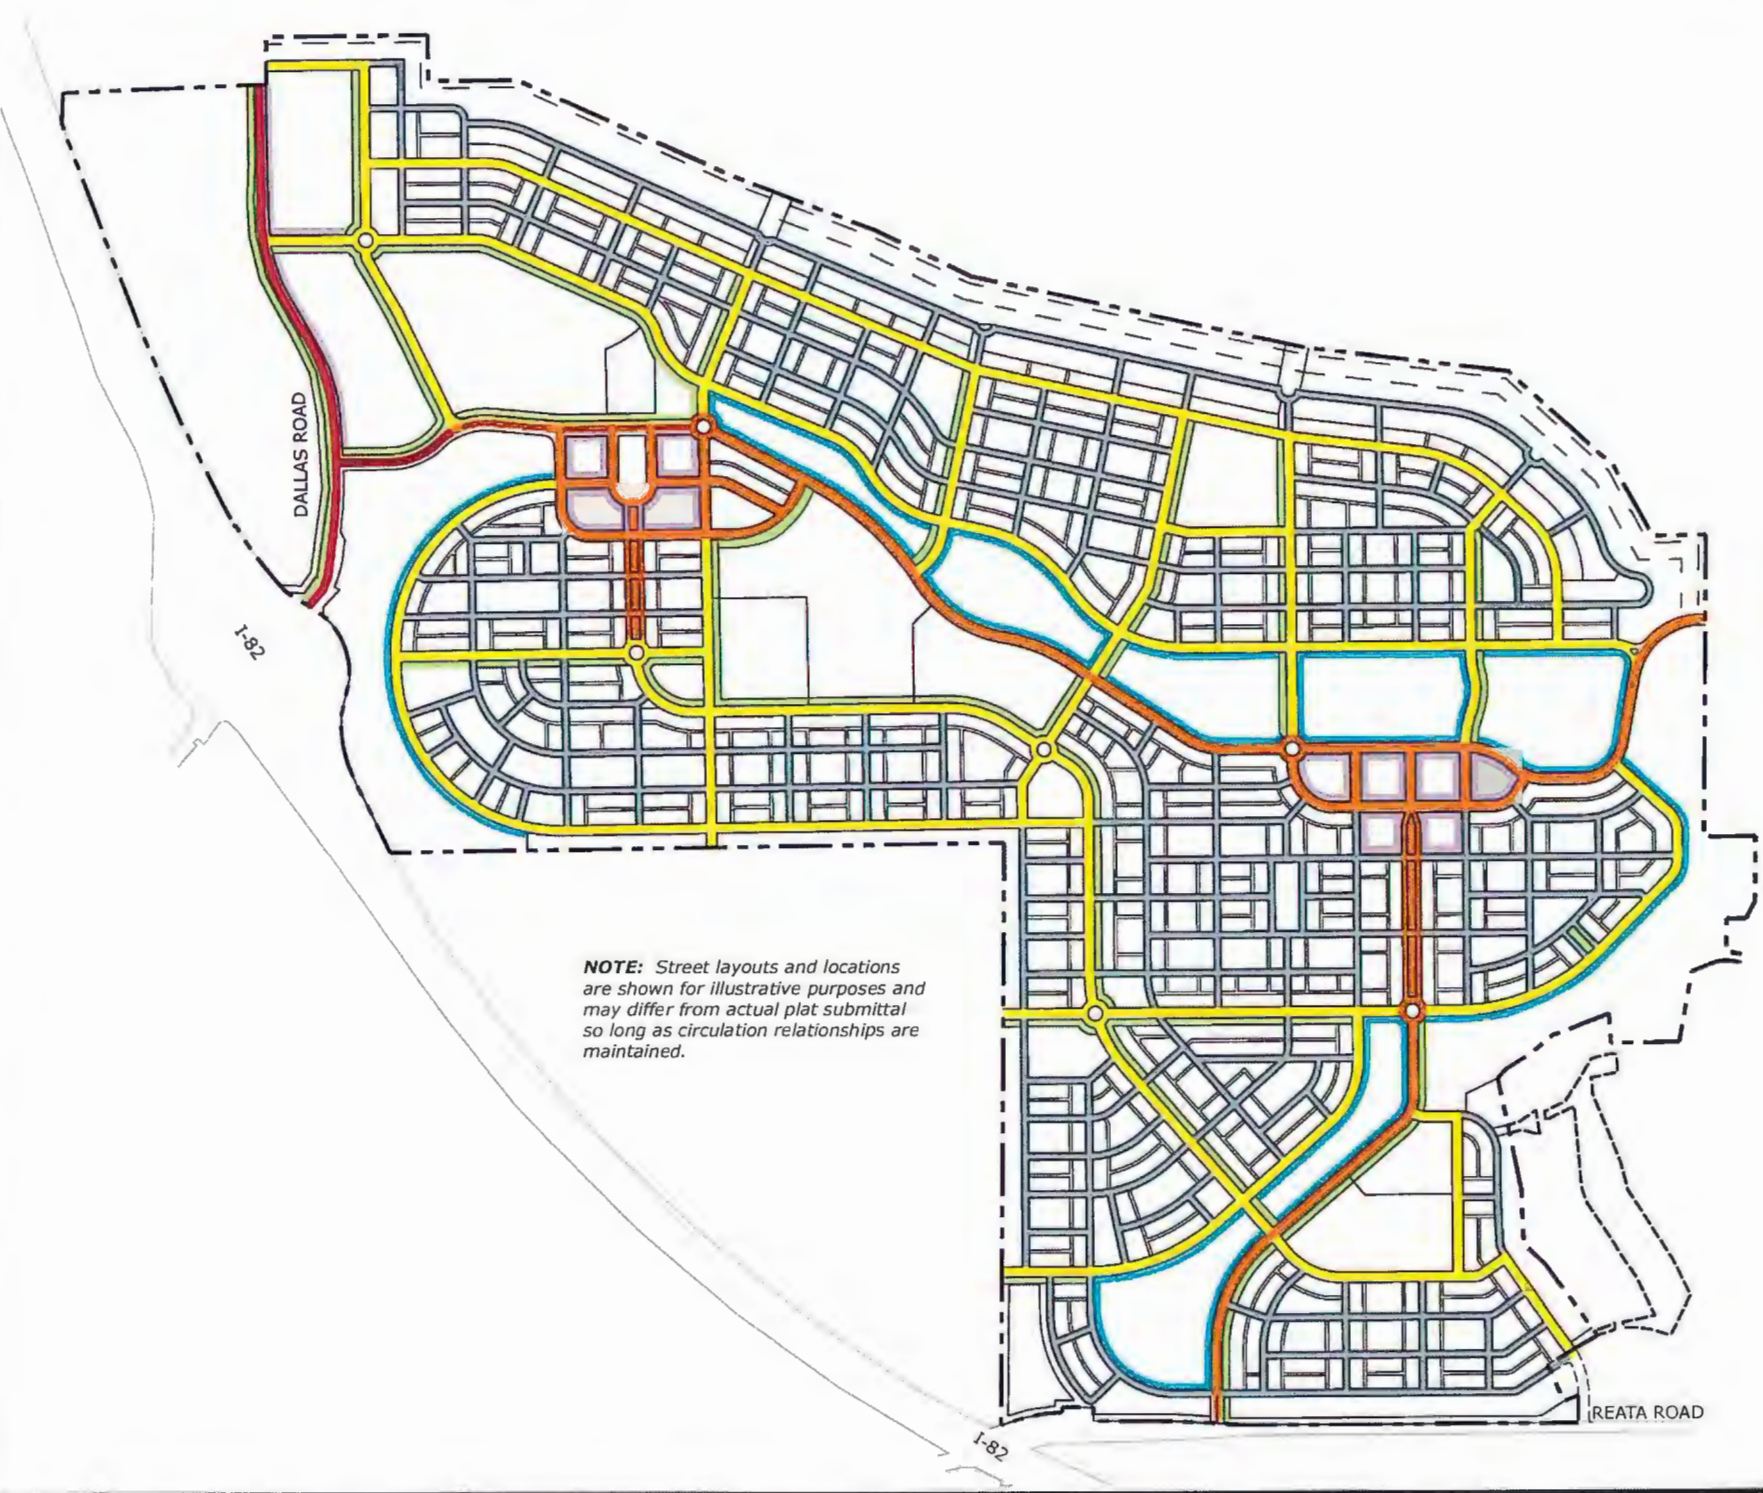 DALLAS ROAD
I-82
NOTE: Street layouts and locations
are shown for illustrative purposes and
may differ from actual plat submittal
so long as circulation relationships are
maintained.
REATA ROAD
I-82